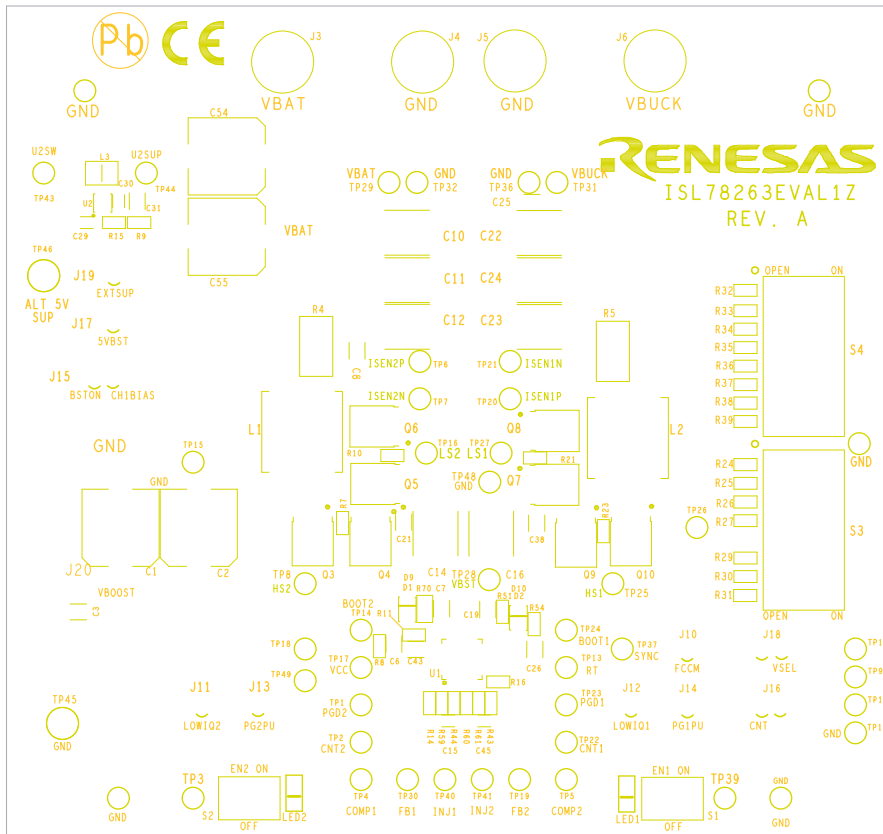 Pb CE
J3 J4 J5 J6
VBAT GND GND VBUCK
GND GND
C54
U2SW L3 U2SUP
TP43 TP44
U2 C30 C31
C29 R15 R9
VBAT
C55
VBAT GND GND VBUCK
TP29 TP32 TP36 TP31
C25
RENESAS
ISL78263EVAL1Z
REV. A
C10 C22
C11 C24
C12 C23
TP46
ALT 5V
SUP
J19
EXTSUP
J17
5VBST
J15
BSTON CH1BIAS
R4 R5
C8
ISEN2P TP6 TP21 ISEN1N
ISEN2N TP7 TP20 ISEN1P
OPEN ON
R32
R33
R34
R35
R36
R37
R38
R39
S4
L1 L2
Q6 Q8
R10 R21
TP16 TP27
LS2 LS1
Q5 Q7
TP48
GND
GND
TP15
GND
GND
R24
R25
R26
R27
R29
R30
R31
S3
OPEN ON
TP26
J20 C1 C2
VBOOST
C3
R7 R23
C21 C38
Q3 Q4 Q9 Q10
C14 C16
TP8 TP28 TP25
HS2 VBST HS1
D9
D1 R70 C7
D10
R51 D2 R54
BOOT2
TP14 R11 C19 TP24
BOOT1
TP18 R8 C6 C43 C26
TP37
SYNC
TP49
TP17
VCC
U1
TP13
RT
R16
J10
FCCM
J18
VSEL
J11
LOWIQ2
J13
PG2PU
TP1
PGD2
TP23
PGD1
J12
LOWIQ1
J14
PG1PU
J16
CNT
TP45
GND
TP2
CNT2
R14 R59 R44 R60 R61 R43
C15 C45
TP22
CNT1
TP1
TP9
TP1
GND TP1
TP3
GND
S2
EN2 ON
OFF
LED2
TP4 TP30 TP40 TP41 TP19 TP5
COMP1 FB1 INJ1 INJ2 FB2 COMP2
LED1
EN1 ON
OFF
S1
TP39
GND
GND